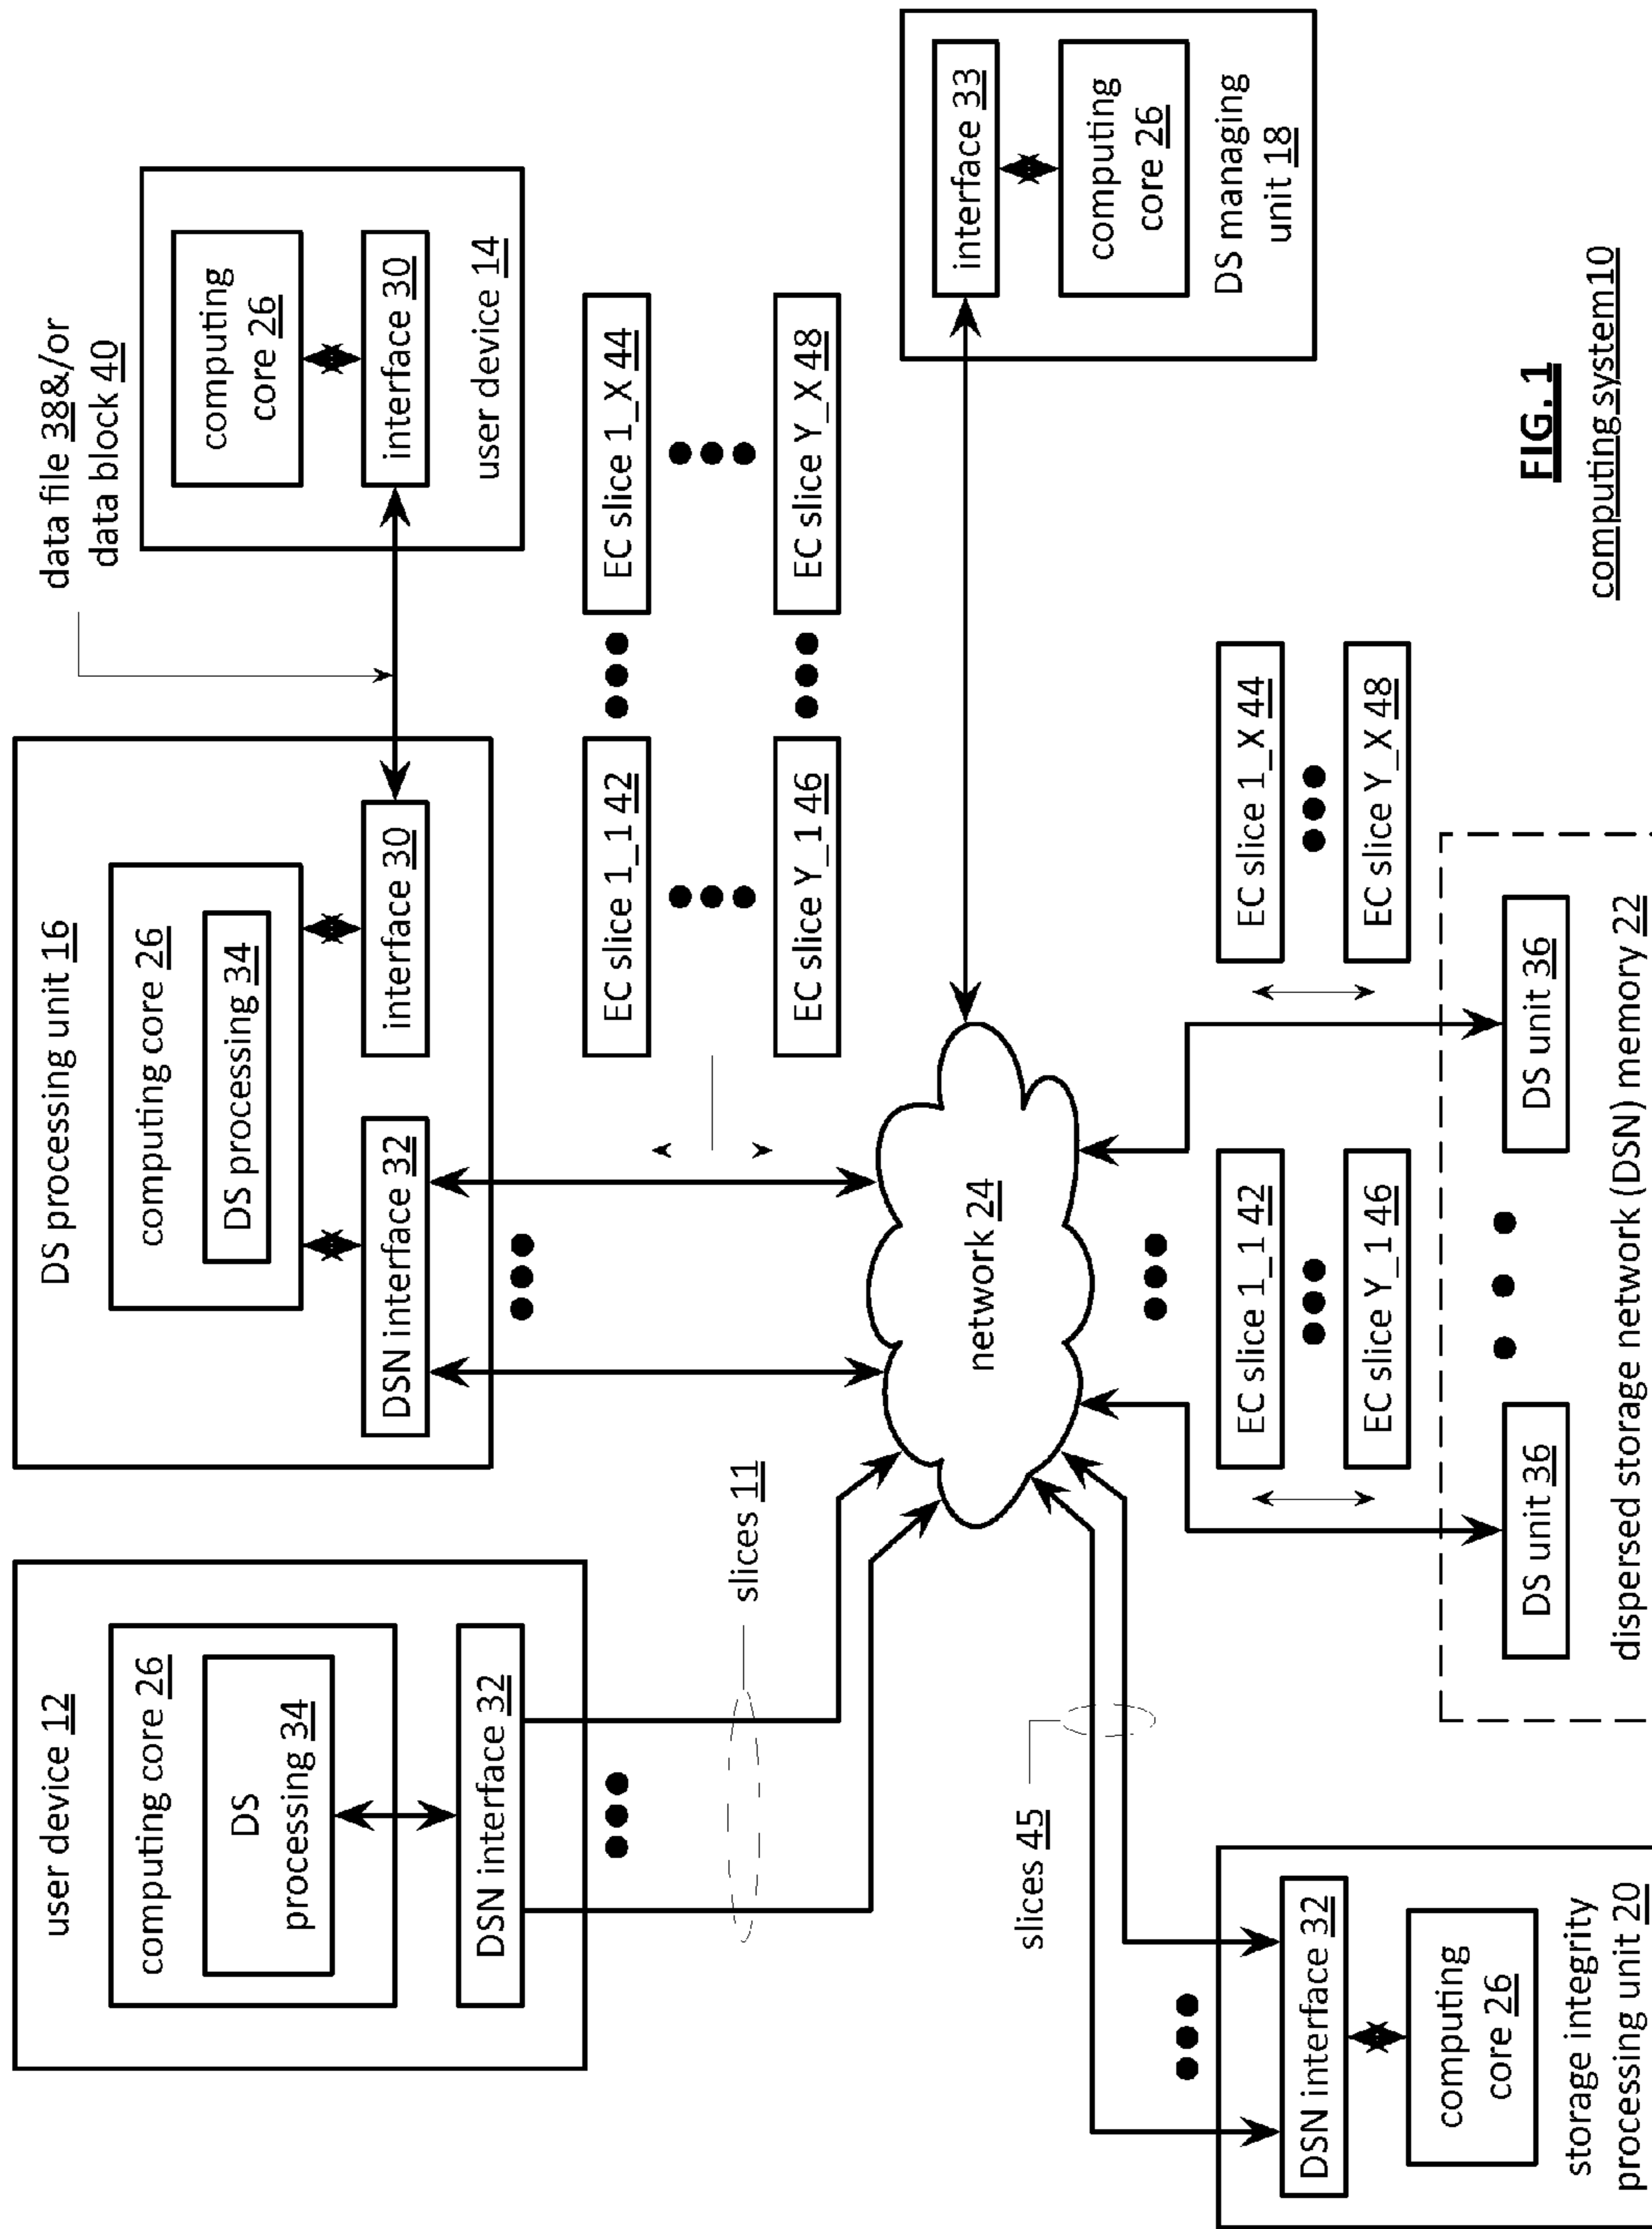 user device 12
computing core 26
DS
processing 34
DSN interface 32
slices 11
DS processing unit 16
computing core 26
DS processing 34
DSN interface 32
interface 30
data file 38&/or
data block 40
computing
core 26
interface 30
user device 14
EC slice 1_1 42
EC slice 1_X 44
EC slice Y_1 46
EC slice Y_X 48
network 24
interface 33
computing
core 26
DS managing
unit 18
slices 45
DSN interface 32
computing
core 26
storage integrity
processing unit 20
EC slice 1_1 42
EC slice 1_X 44
EC slice Y_1 46
EC slice Y_X 48
DS unit 36
DS unit 36
dispersed storage network (DSN) memory 22
FIG. 1
computing system10